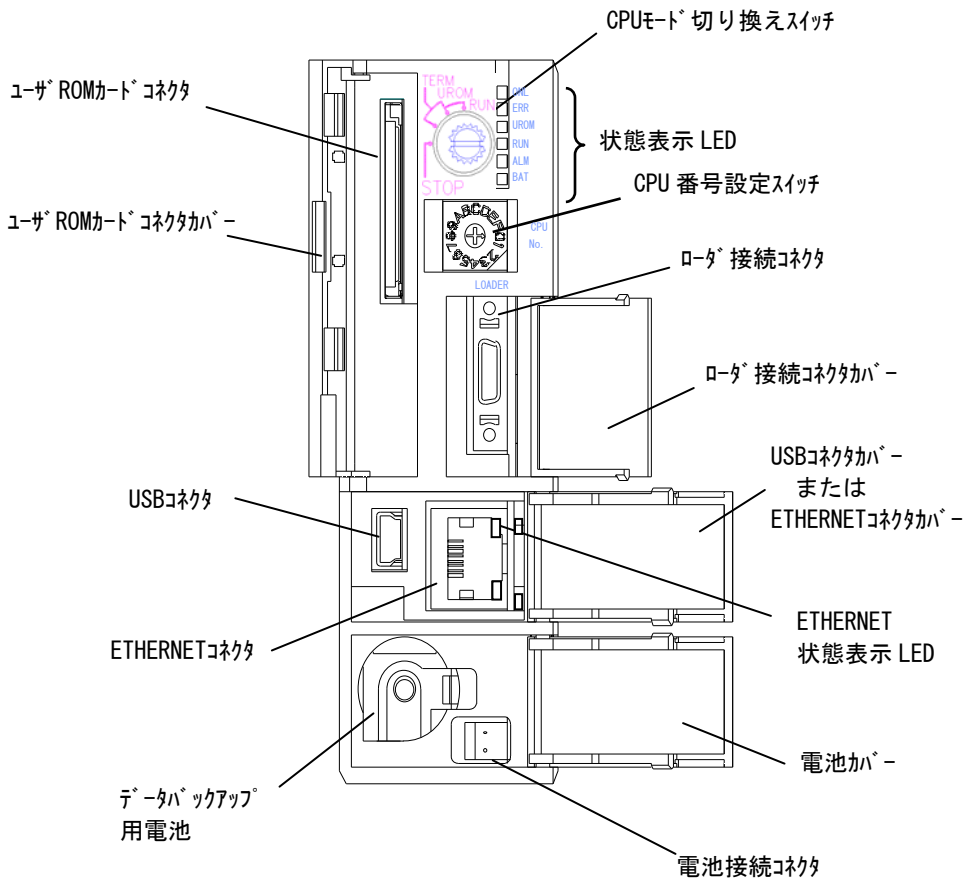 CPUﾓｰﾄﾞ切り換えｽｲｯﾁ
ﾕｰｻﾞROMｶｰﾄﾞｺﾈｸﾀ
TERM
UROM
RUN
STOP
ONL
ERR
UROM
RUN
ALM
BAT
状態表示 LED
CPU 番号設定ｽｲｯﾁ
ﾕｰｻﾞROMｶｰﾄﾞｺﾈｸﾀｶﾊﾞｰ
CPU
No.
ﾛｰﾀﾞ接続ｺﾈｸﾀ
LOADER
ﾛｰﾀﾞ接続ｺﾈｸﾀｶﾊﾞｰ
USBｺﾈｸﾀｶﾊﾞｰ
または
ETHERNETｺﾈｸﾀｶﾊﾞｰ
USBｺﾈｸﾀ
ETHERNET
状態表示 LED
ETHERNETｺﾈｸﾀ
電池ｶﾊﾞｰ
ﾃﾞｰﾀﾊﾞｯｸｱｯﾌﾟ
用電池
電池接続ｺﾈｸﾀ